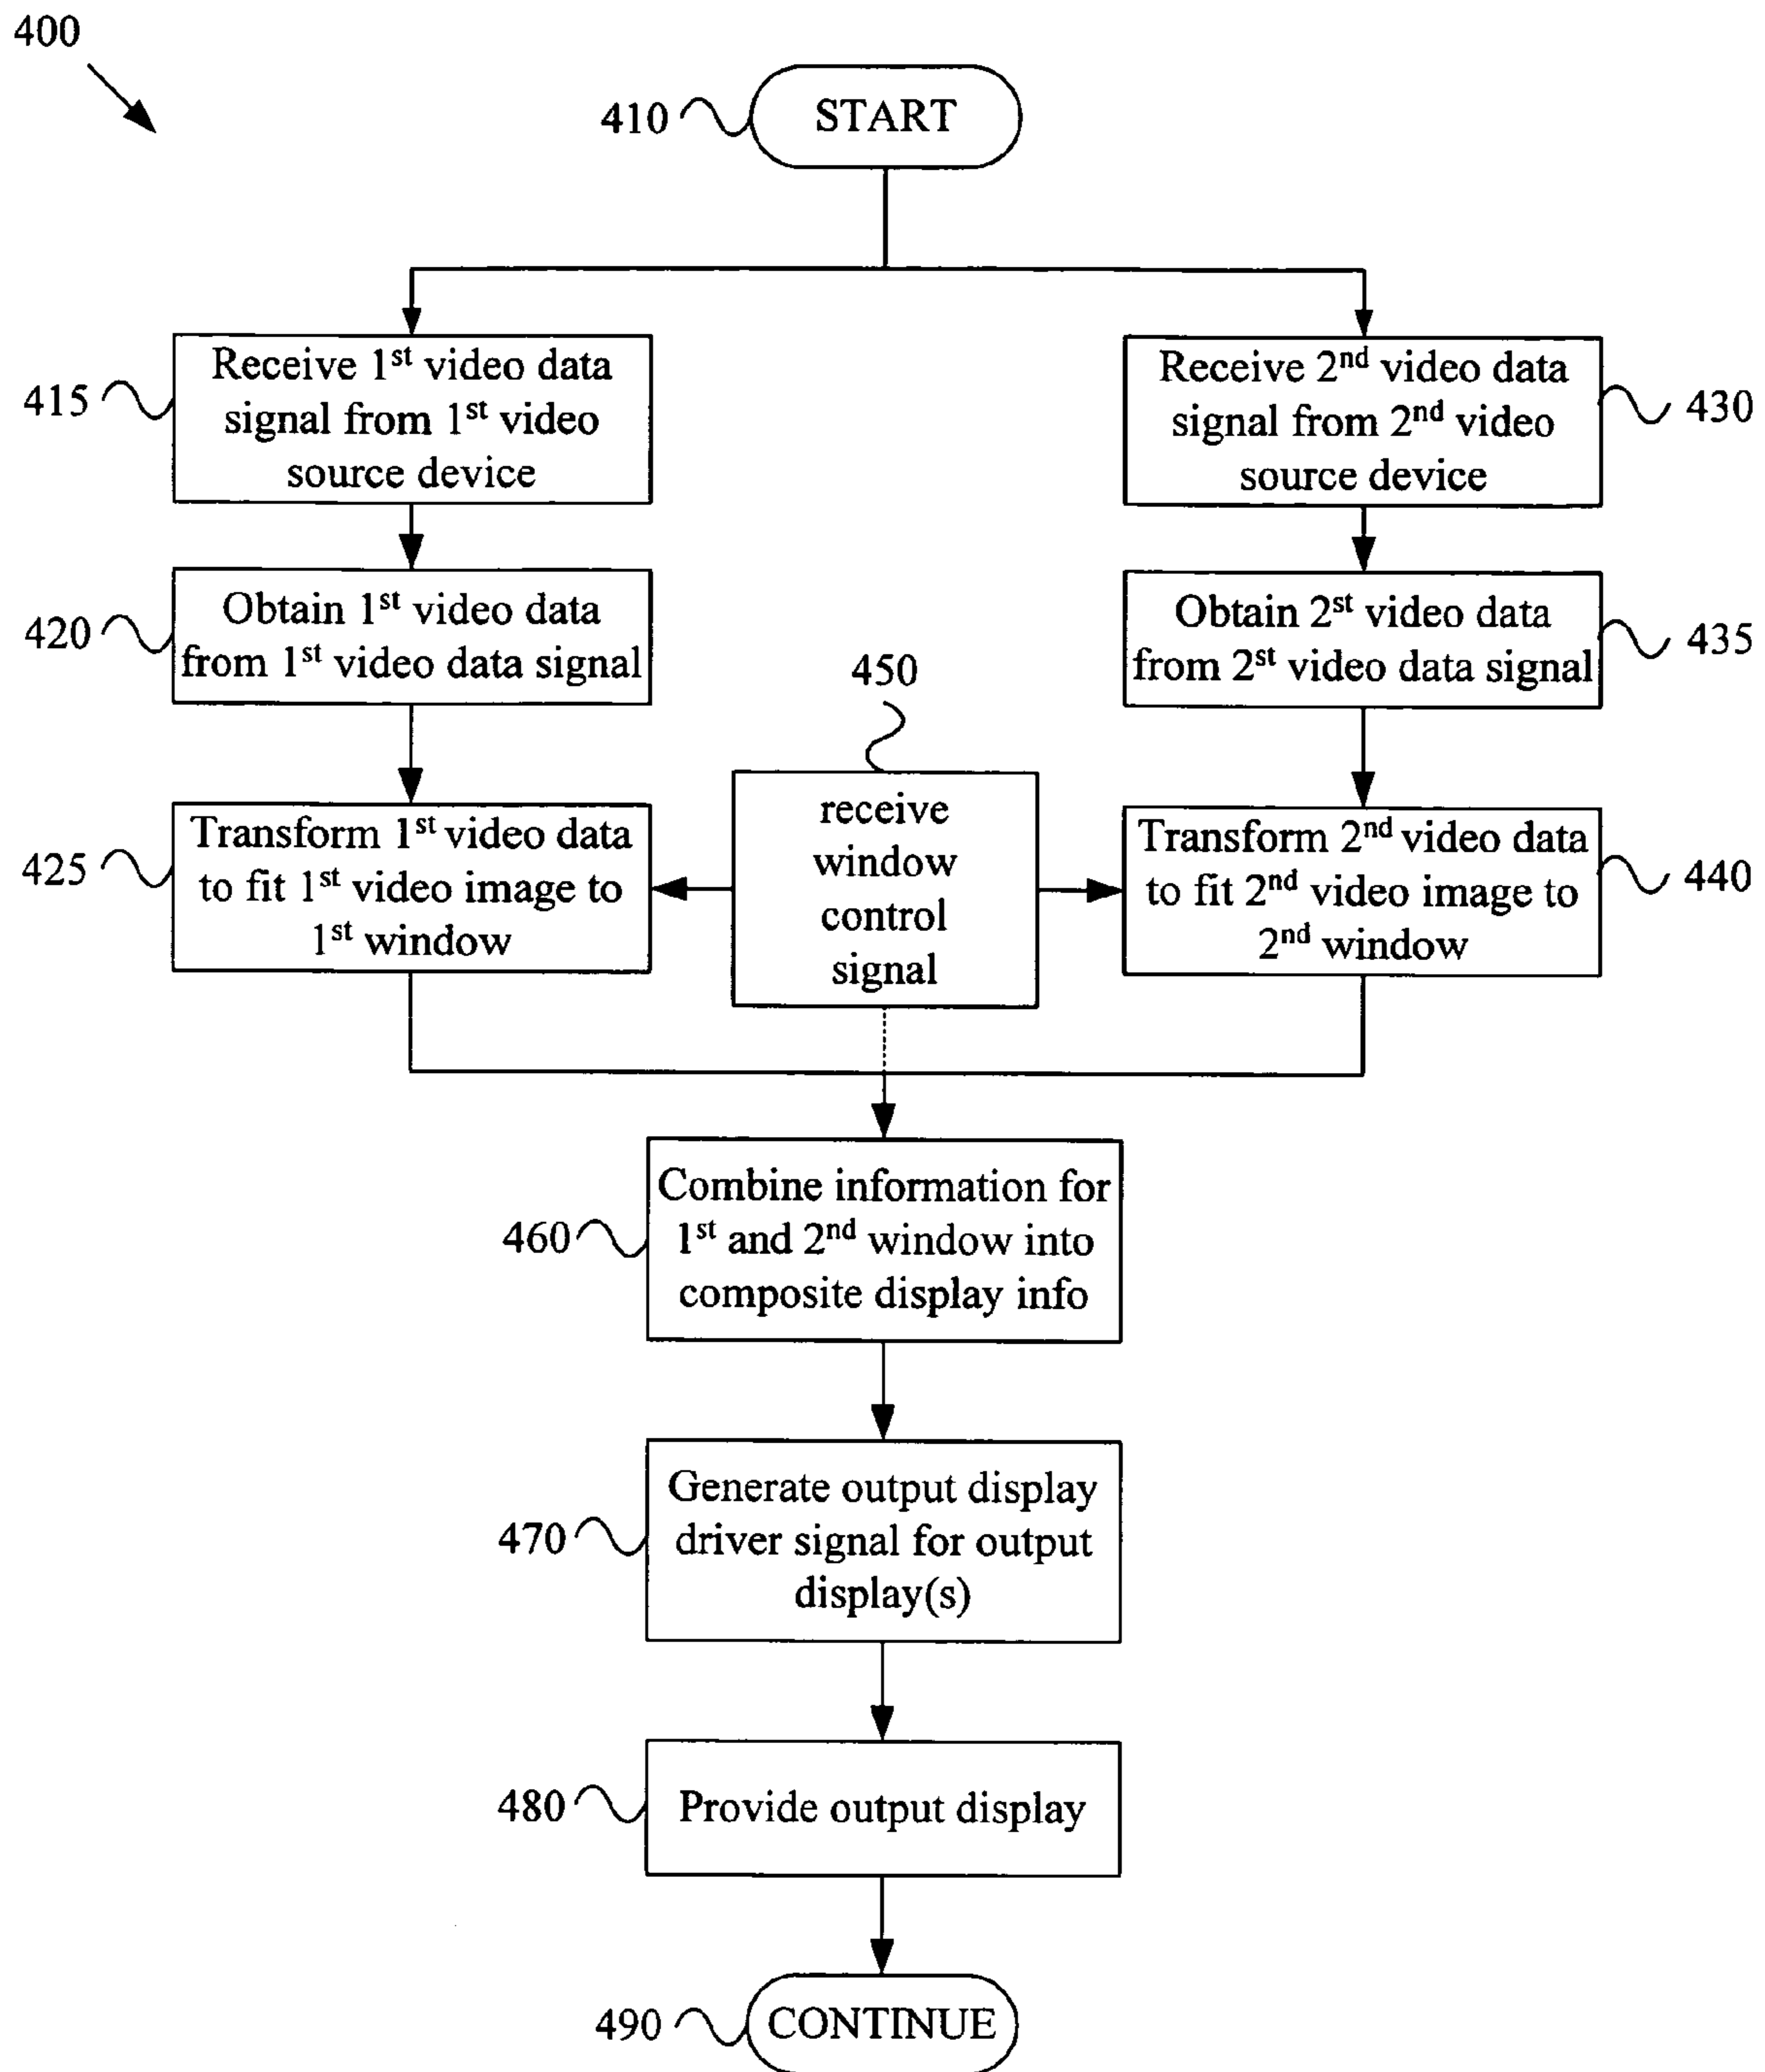 400
410
START
415
Receive 1st video data
signal from 1st video
source device
Receive 2nd video data
signal from 2nd video
source device
430
420
Obtain 1st video data
from 1st video data signal
Obtain 2st video data
from 2st video data signal
435
450
425
Transform 1st video data
to fit 1st video image to
1st window
receive
window
control
signal
Transform 2nd video data
to fit 2nd video image to
2nd window
440
460
Combine information for
1st and 2nd window into
composite display info
470
Generate output display
driver signal for output
display(s)
480
Provide output display
490
CONTINUE